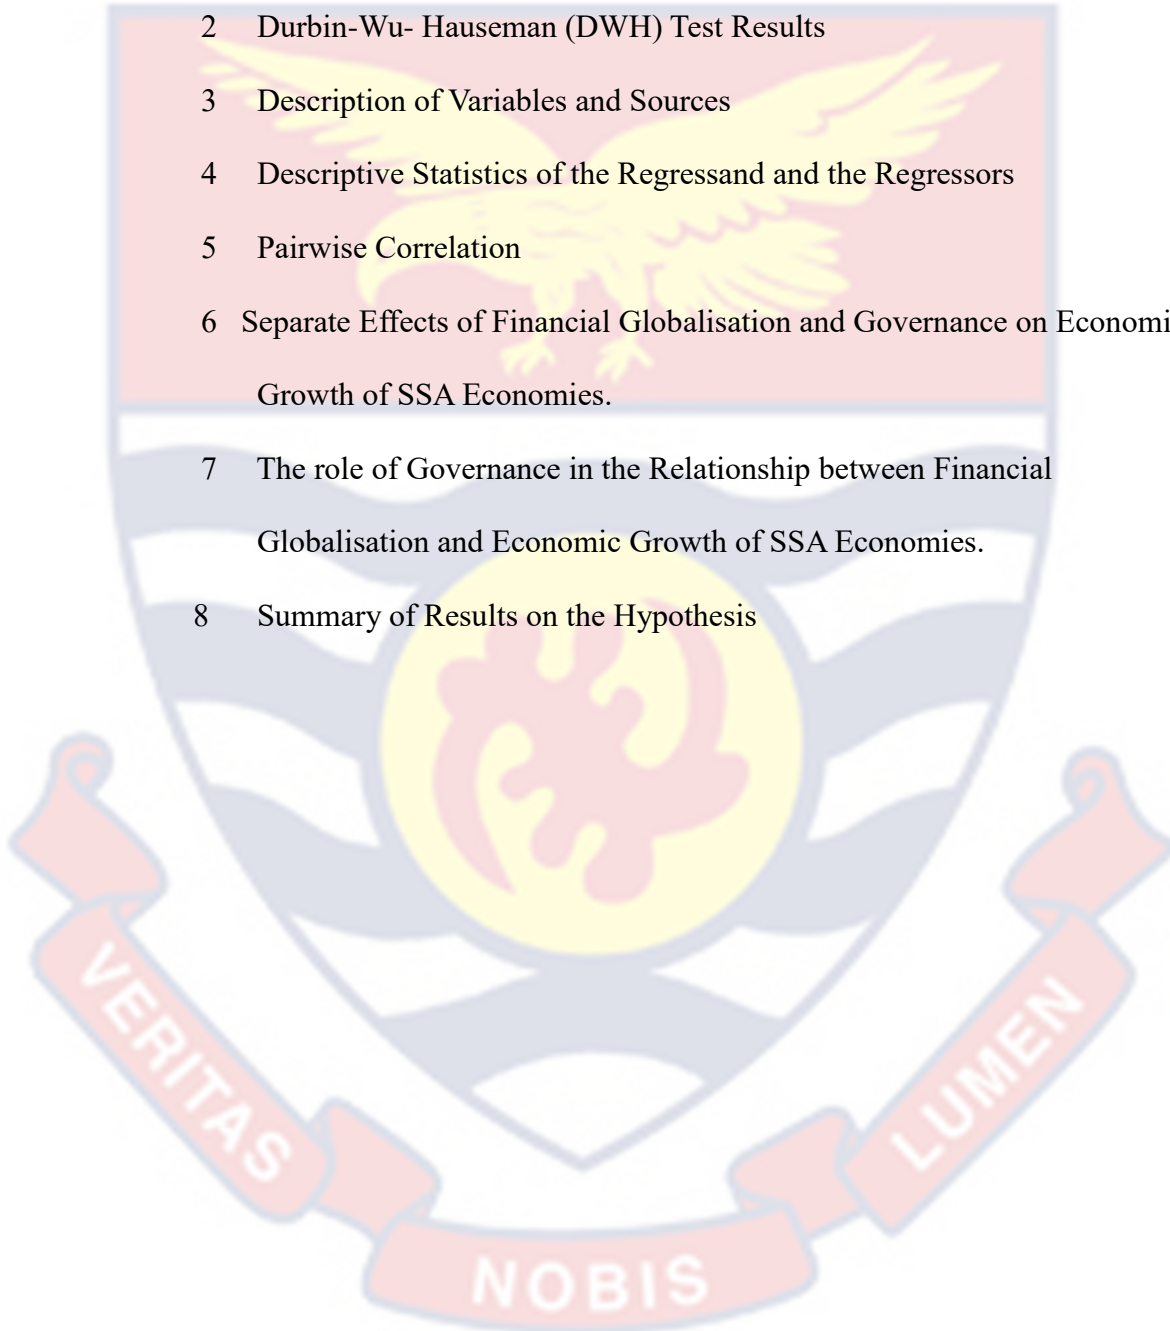 2 Durbin-Wu- Hauseman (DWH) Test Results
3 Description of Variables and Sources
4 Descriptive Statistics of the Regressand and the Regressors
5 Pairwise Correlation
6 Separate Effects of Financial Globalisation and Governance on Economi
Growth of SSA Economies.
7 The role of Governance in the Relationship between Financial
Globalisation and Economic Growth of SSA Economies.
8 Summary of Results on the Hypothesis
VERITAS
NOBIS
LUMEN